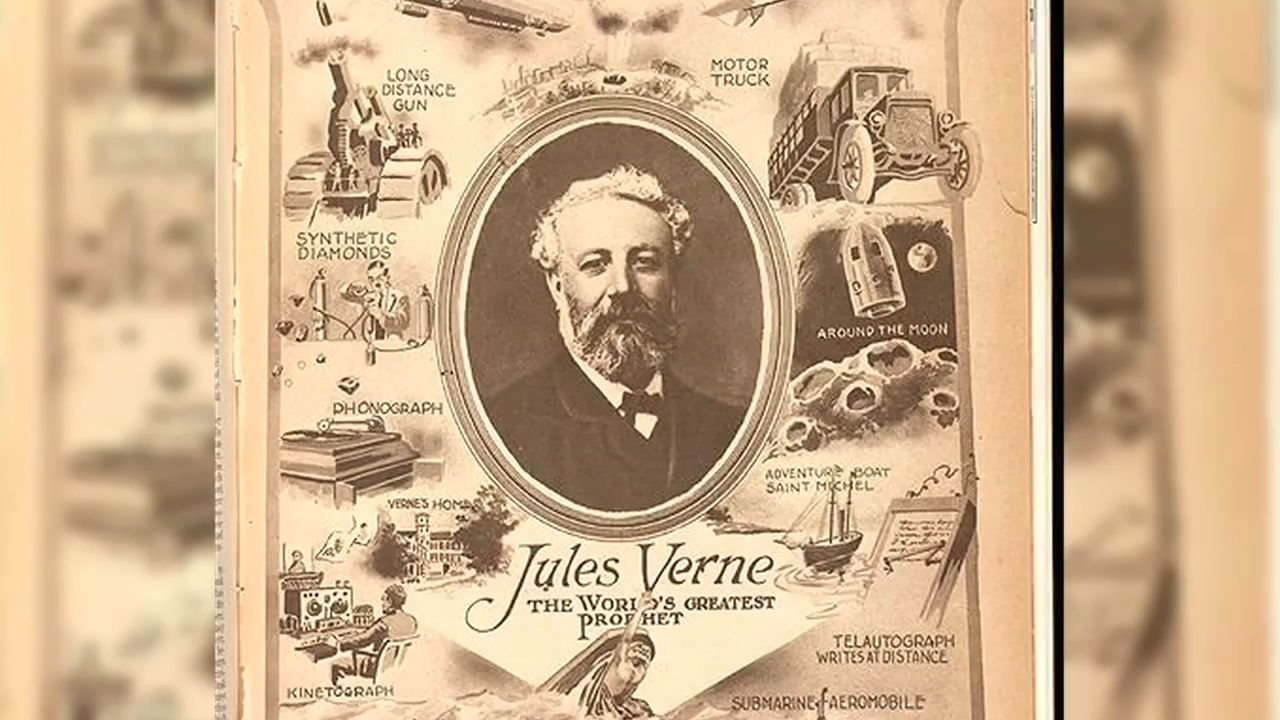 LONG
DISTANCE
GUN
MOTOR
TRUCK
SYNTHETIC
DIAMONDS
AROUND THE MOON
PHONOGRAPH
ADVENTURE BOAT
SAINT MICHEL
VERNE'S HOME
Jules Verne
THE WORLD'S GREATEST
PROPHET
TELAUTOGRAPH
WRITES AT DISTANCE
KINETOGRAPH
SUBMARINE AEROMOBILE